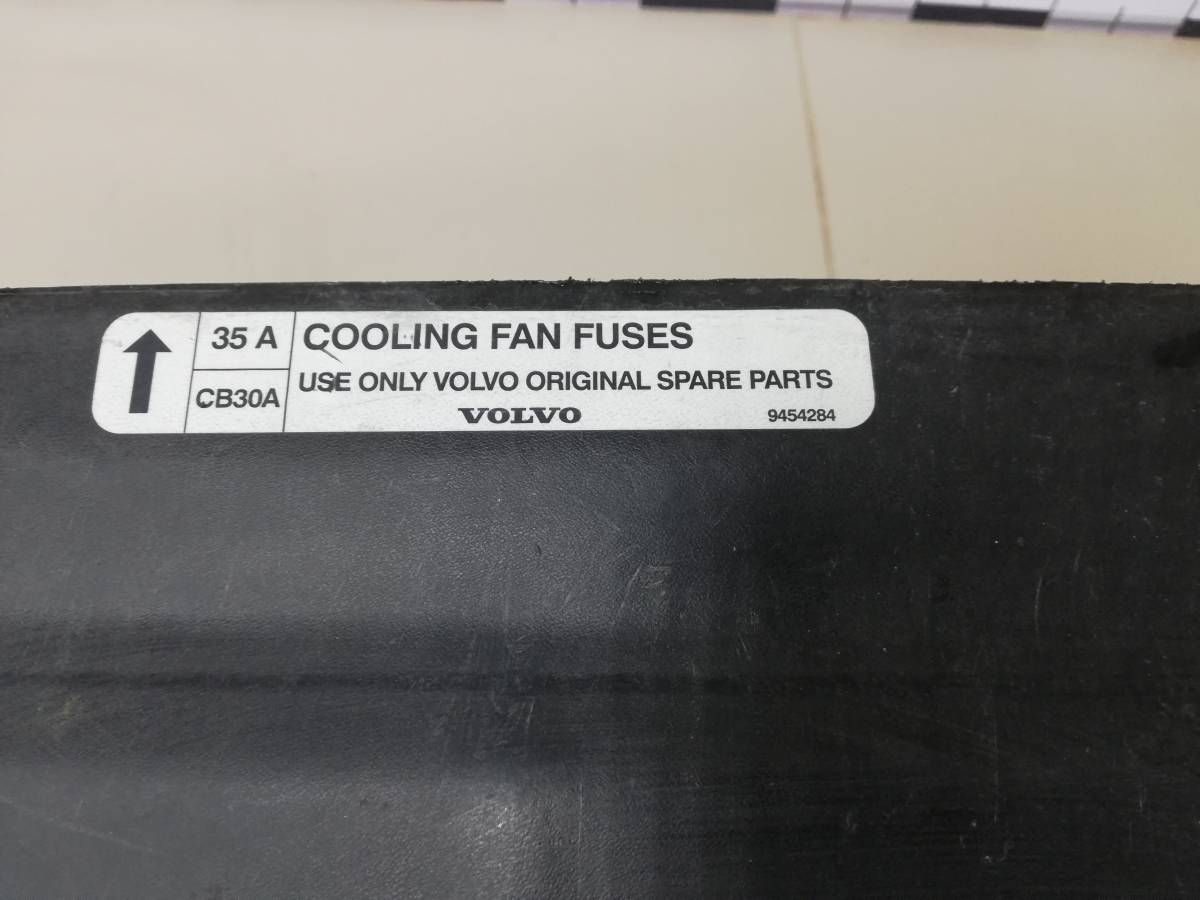 35 A
CB30A
COOLING FAN FUSES
USE ONLY VOLVO ORIGINAL SPARE PARTS
VOLVO
9454284